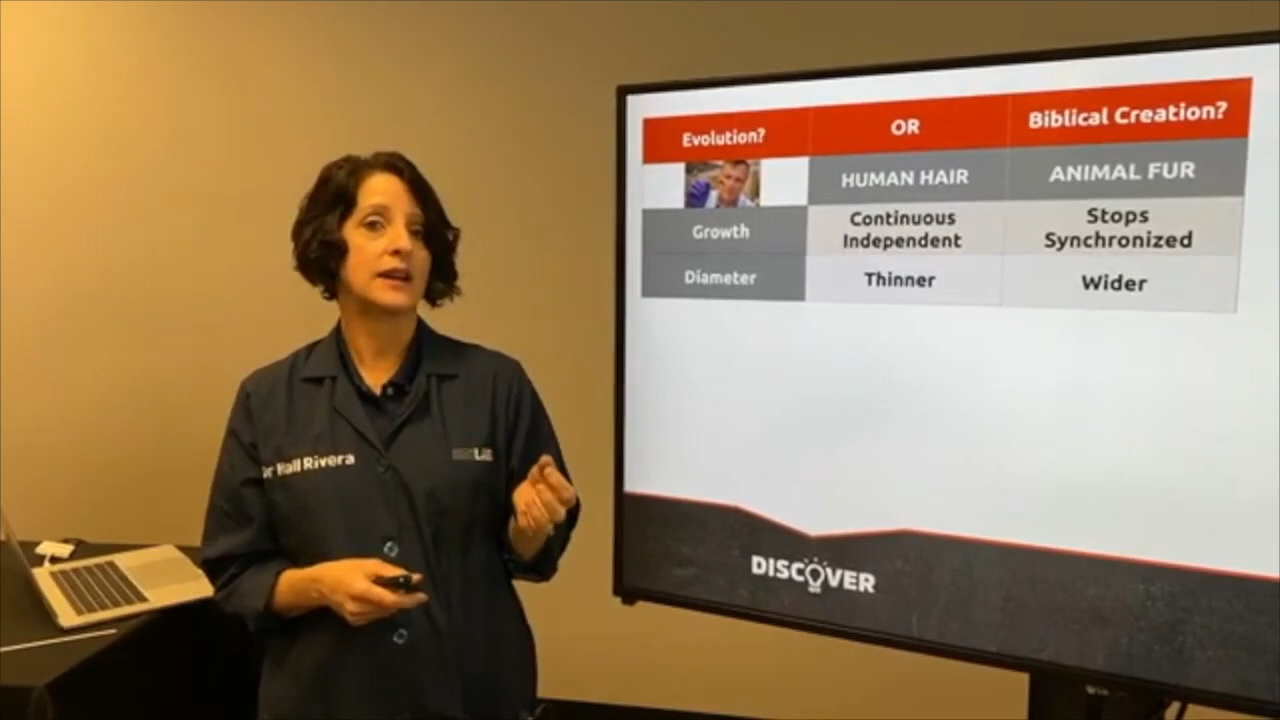 Evolution? OR Biblical Creation?
HUMAN HAIR ANIMAL FUR
Growth Continuous Independent Stops Synchronized
Diameter Thinner Wider
Hall Rivera
DISCOVER